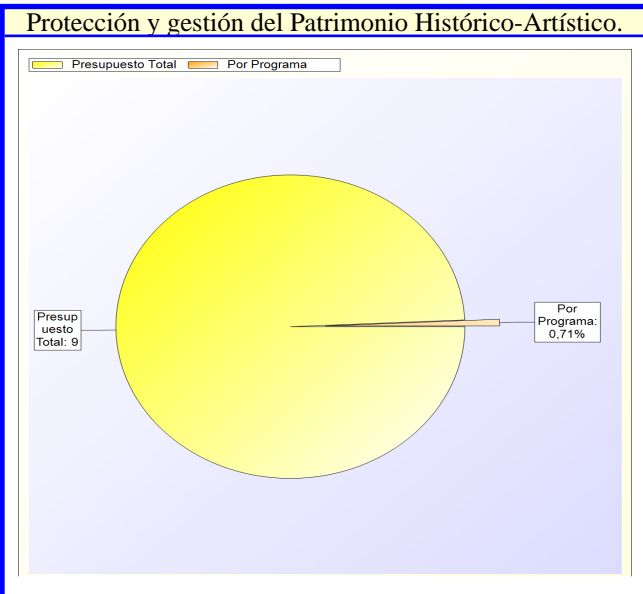 Protección y gestión del Patrimonio Histórico-Artístico.
Presupuesto Total Por Programa
Presup
uesto
Total: 9
Por
Programa:
0,71%